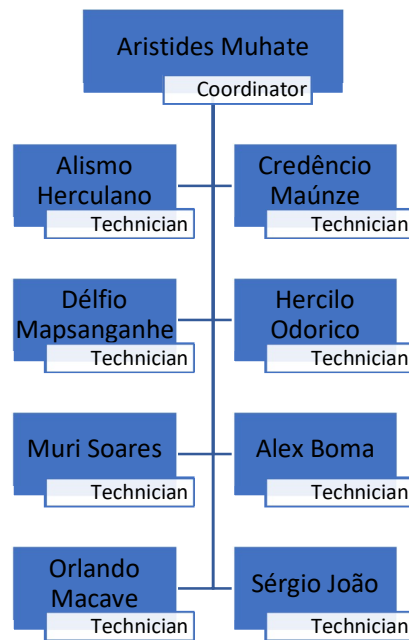 Aristides Muhate
Coordinator
Alismo
Herculano
Technician
Credêncio
Maúnze
Technician
Délfio
Mapsanganhe
Technician
Hercilo
Odorico
Technician
Muri Soares
Technician
Alex Boma
Technician
Orlando
Macave
Technician
Sérgio João
Technician